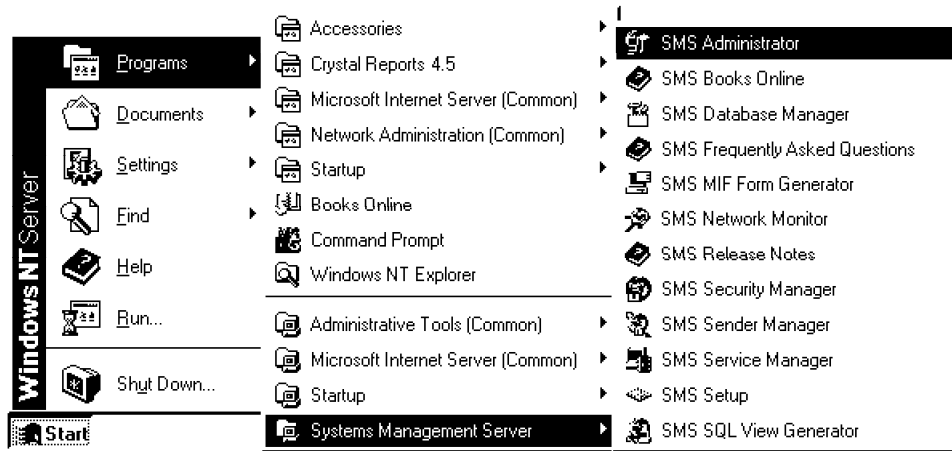 Windows NT Server
Programs
Documents
Settings
Find
Help
Run...
Shut Down...
Start
Accessories
Crystal Reports 4.5
Microsoft Internet Server (Common)
Network Administration (Common)
Startup
Books Online
Command Prompt
Windows NT Explorer
Administrative Tools (Common)
Microsoft Internet Server (Common)
Startup
Systems Management Server
SMS Administrator
SMS Books Online
SMS Database Manager
SMS Frequently Asked Questions
SMS MIF Form Generator
SMS Network Monitor
SMS Release Notes
SMS Security Manager
SMS Sender Manager
SMS Service Manager
SMS Setup
SMS SQL View Generator